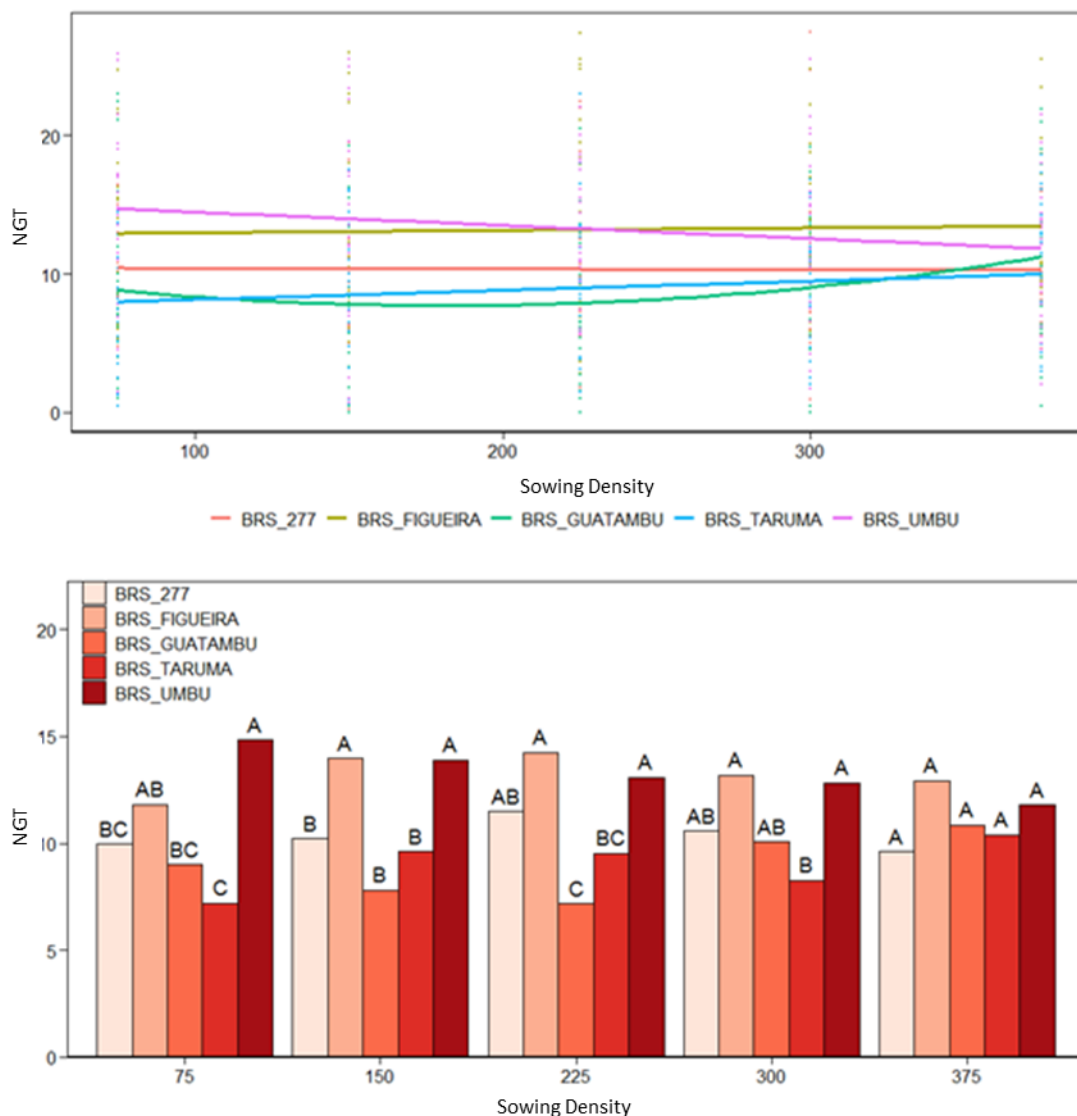 20
10
0
NGT
100 200 300
Sowing Density
BRS_277 BRS_FIGUEIRA BRS_GUATAMBU BRS_TARUMA BRS_UMBU
BRS_277
BRS_FIGUEIRA
BRS_GUATAMBU
BRS_TARUMA
BRS_UMBU
20
15
10
5
0
NGT
BC AB BC C A
B A B B A
AB A C BC A
AB A AB B A
A A A A A
75 150 225 300 375
Sowing Density